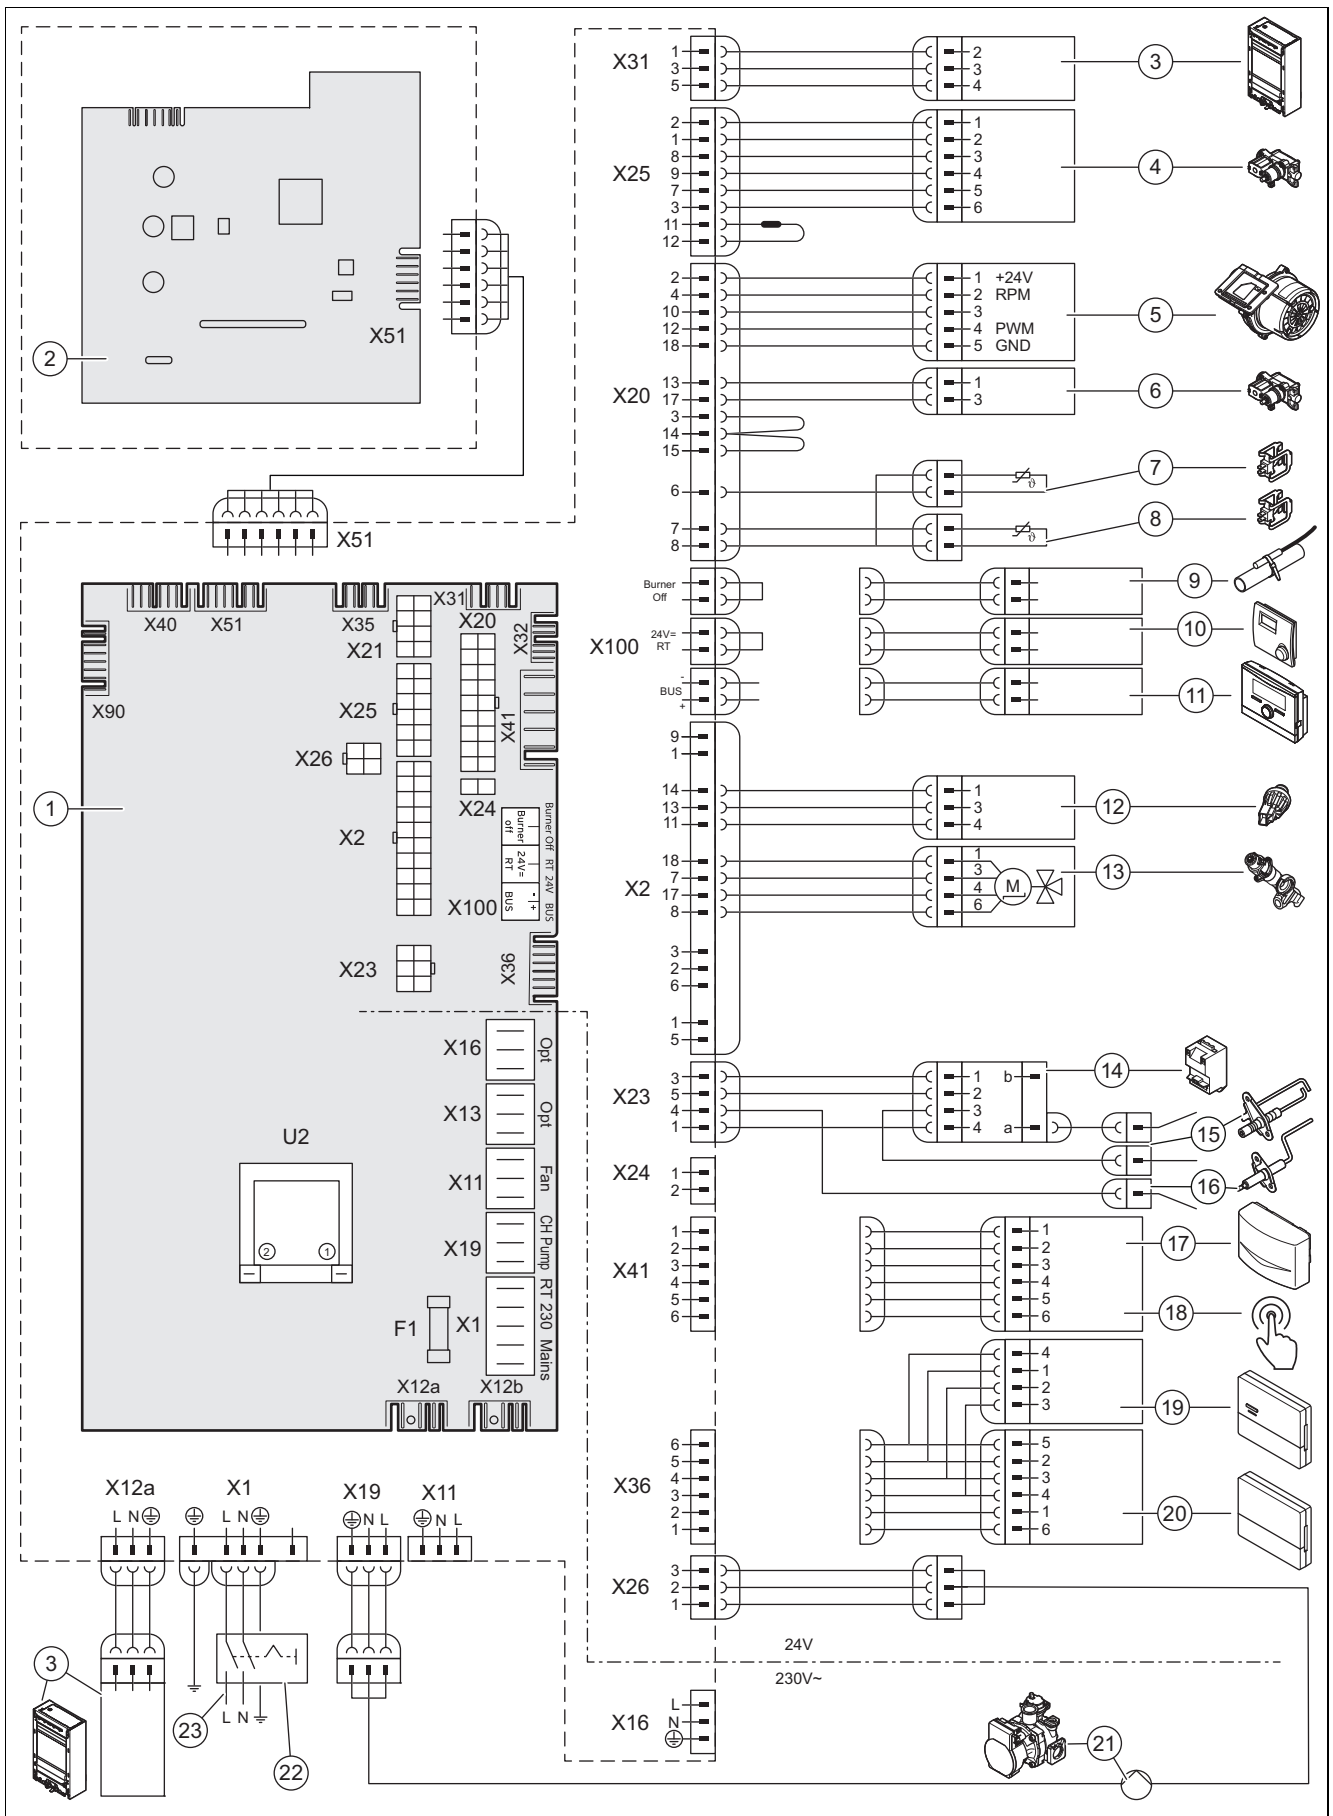 X31
1
3
5
2
3
4
3
X25
2
1
8
9
7
3
11
12
1
2
3
4
5
6
4
2
X51
X51
2
4
10
12
18
1 +24V
2 RPM
3
4 PWM
5 GND
5
X20
13
17
3
14
15
6
7
8
1
3
6
ϑ
7
ϑ
8
Burner
Off
9
X100
24V=
RT
10
-
BUS
+
11
X40
X51
X35
X31
X21
X20
X32
X90
X25
X41
X26
X24
X2
Burner
off
24V=
RT
BUS
- +
Burner Off RT 24V BUS
X100
X23
X36
1
X16
Opt
X13
Opt
X11
Fan
X19
CH Pump
X1
RT 230 Mains
U2
2
1
F1
X12a
X12b
X2
9
1
14
13
11
18
7
17
8
3
2
6
1
5
1
3
4
12
1
3
4
6
M
13
X23
3
5
4
1
1
2
3
4
b
a
14
15
16
X24
1
2
X41
1
2
3
4
5
6
1
2
3
4
5
6
17
18
4
1
2
3
19
X36
6
5
4
3
2
1
5
2
3
4
1
6
20
X26
3
2
1
24V
230V~
X16
L
N
21
X12a
L N
X1
L N
X19
N L
X11
N L
3
23
L N
22